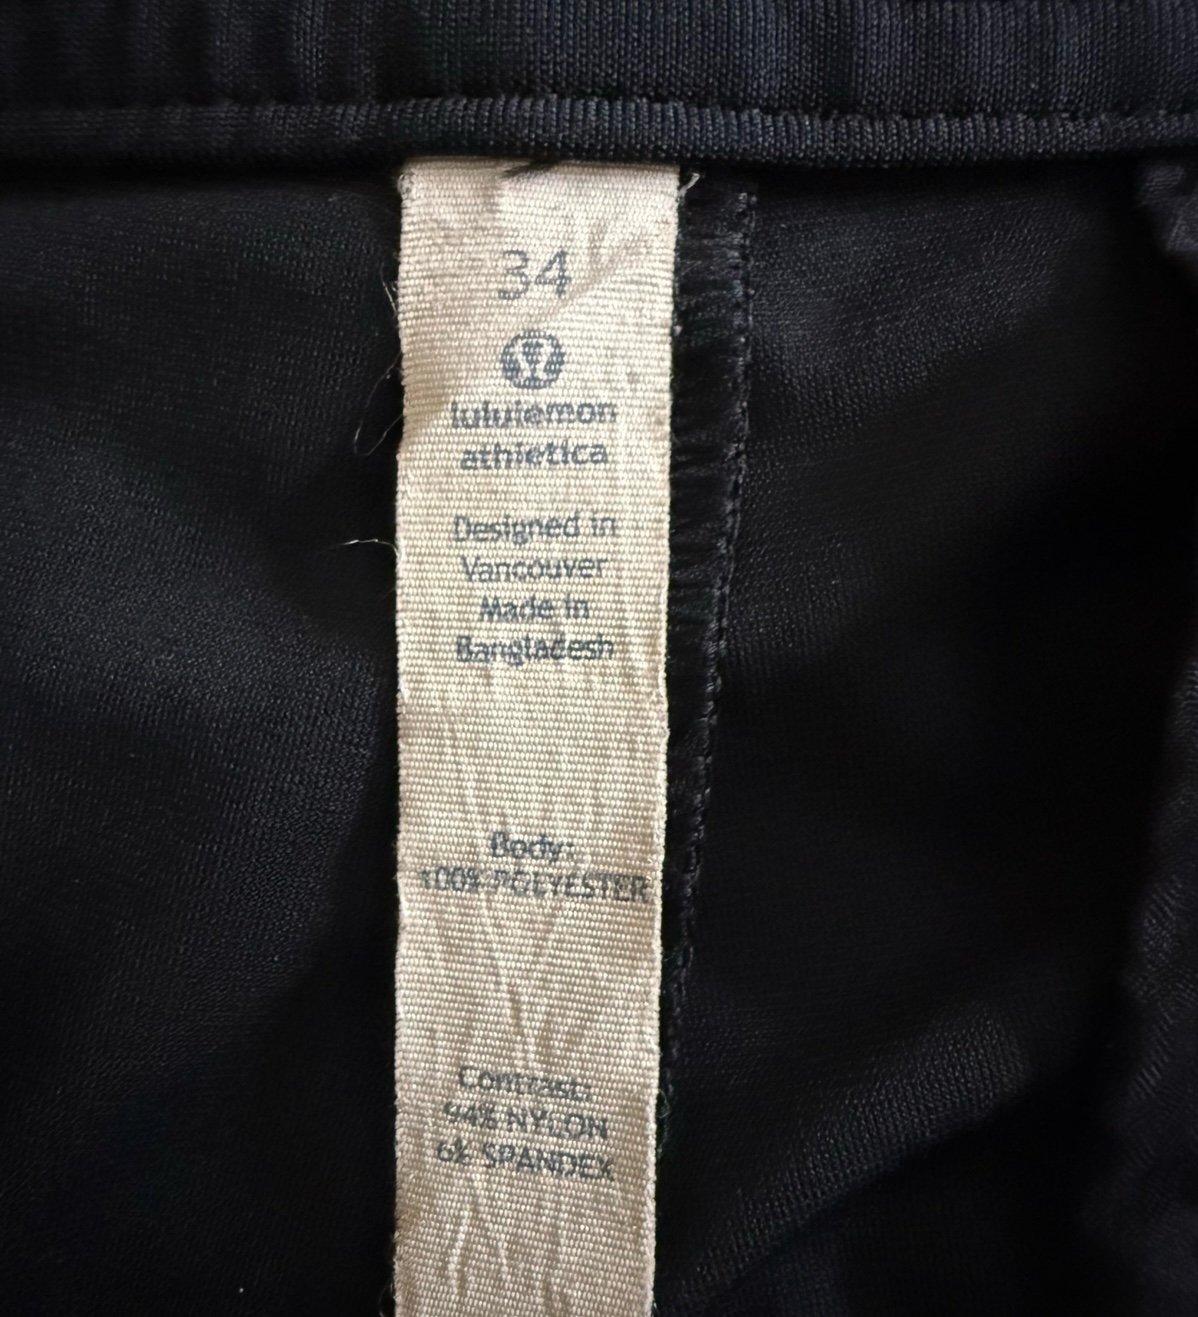 34
lululemon
athletica
Designed in
Vancouver
Made in
Bangladesh
Body:
100% POLYESTER
Contrast:
94% NYLON
6% SPANDEX